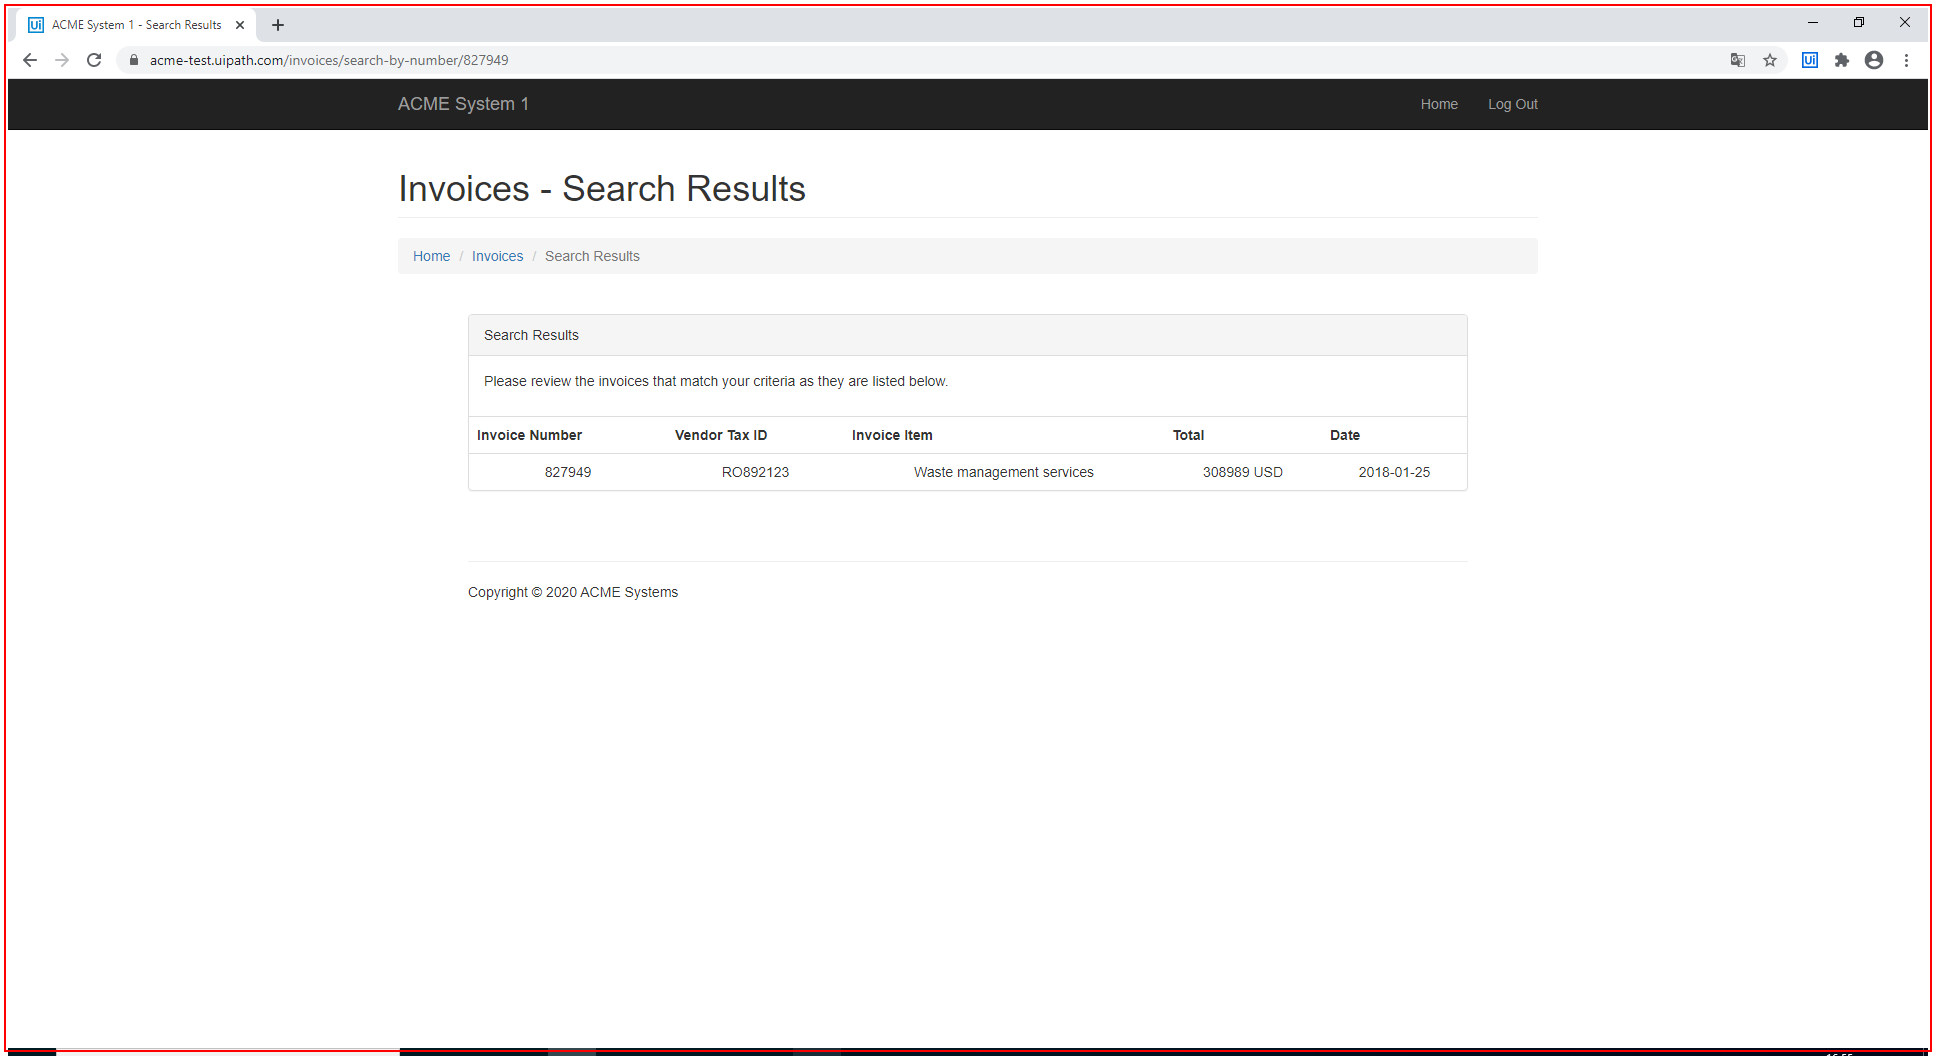 Ui ACME System 1 - Search Results
acme-test.uipath.com/invoices/search-by-number/827949 Ui
ACME System 1 Home Log Out
Invoices - Search Results
Home / Invoices / Search Results
Search Results
Please review the invoices that match your criteria as they are listed below.
Invoice Number Vendor Tax ID Invoice Item Total Date
827949 RO892123 Waste management services 308989 USD 2018-01-25
Copyright © 2020 ACME Systems